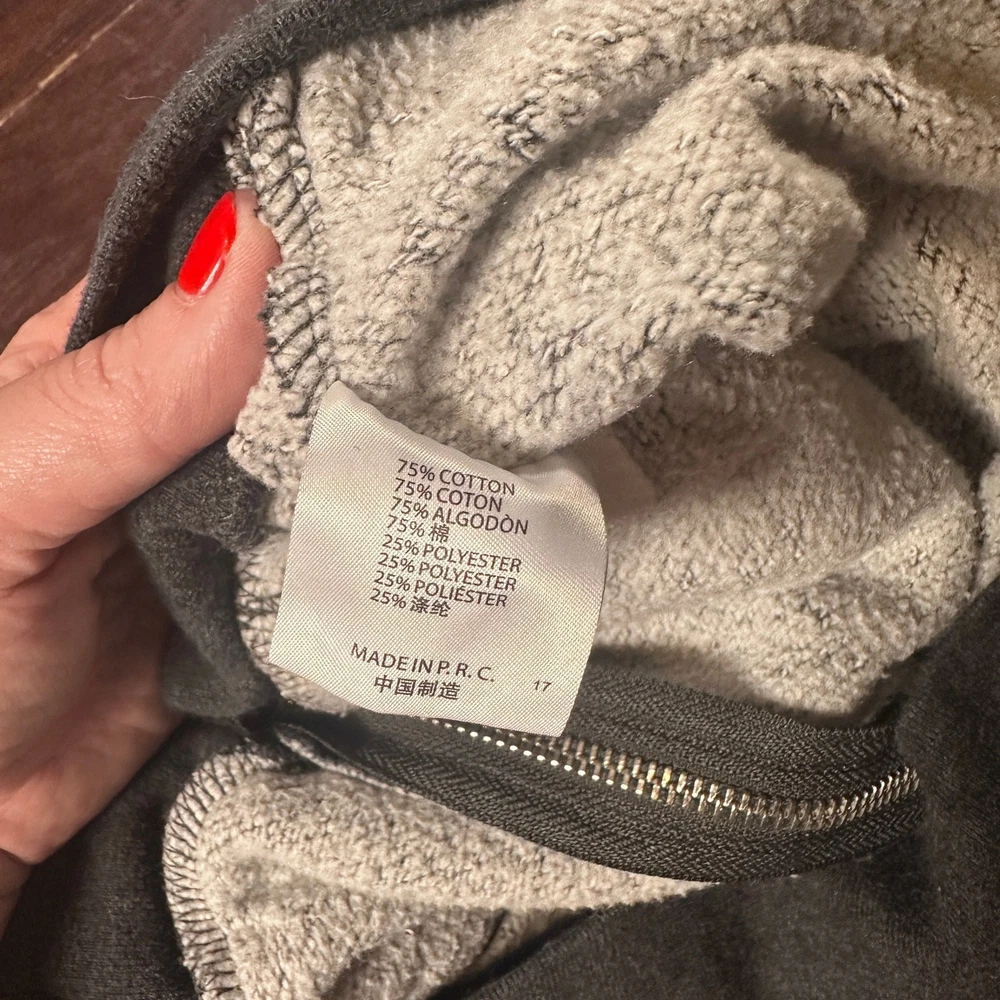 75% COTTON
75% COTON
75% ALGODÒN
75% 棉
25% POLYESTER
25% POLYESTER
25% POLIÉSTER
25% 涤纶
MADE IN P. R. C.
17
中国制造